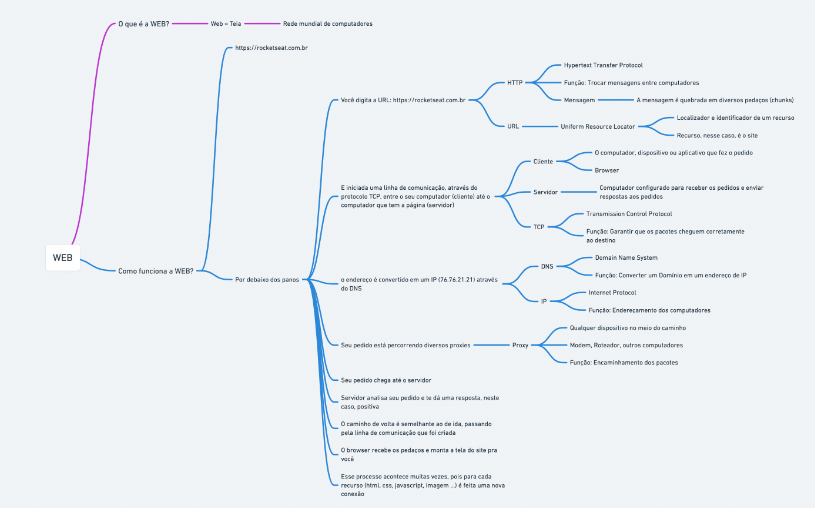 WEB
O que é a WEB?
Web = Teia
Rede mundial de computadores
Como funciona a WEB?
https://rocketseat.com.br
Por debaixo dos panos
Você digita a URL: https://rocketseat.com.br
HTTP
Hypertext Transfer Protocol
Função: Trocar mensagens entre computadores
Mensagem
A mensagem é quebrada em diversos pedaços (chunks)
URL
Uniform Resource Locator
Localizador e identificador de um recurso
Recurso, nesse caso, é o site
E iniciada uma linha de comunicação, através do
protocolo TCP, entre o seu computador (cliente) até o
computador que tem a página (servidor)
Cliente
O computador, dispositivo ou aplicativo que fez o pedido
Browser
Servidor
Computador configurado para receber os pedidos e enviar
respostas aos pedidos
TCP
Transmission Control Protocol
Função: Garantir que os pacotes cheguem corretamente
ao destino
o endereço é convertido em um IP (76.76.21.21) através
do DNS
DNS
Domain Name System
Função: Converter um Domínio em um endereço de IP
IP
Internet Protocol
Função: Endereçamento dos computadores
Seu pedido está percorrendo diversos proxies
Proxy
Qualquer dispositivo no meio do caminho
Modem, Roteador, outros computadores
Função: Encaminhamento dos pacotes
Seu pedido chega até o servidor
Servidor analisa seu pedido e te dá uma resposta, neste
caso, positiva
O caminho de volta é semelhante ao de ida, passando
pela linha de comunicação que foi criada
O browser recebe os pedaços e monta a tela do site pra
você
Esse processo acontece muitas vezes, pois para cada
recurso (html, css, javascript, imagem ...) é feita uma nova
conexão